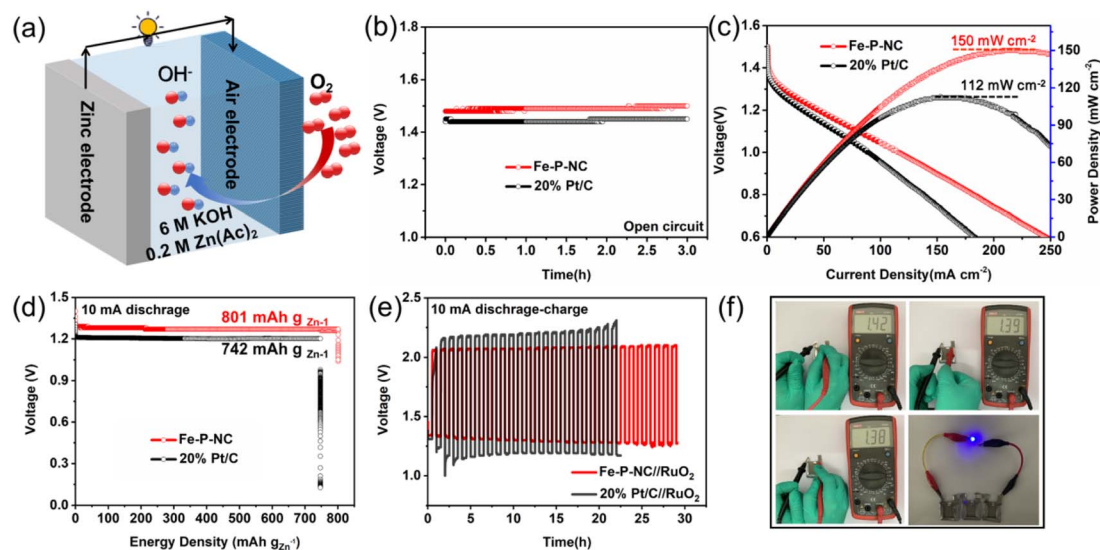 (a)
Zinc electrode
OH-
Air electrode
O2
6 M KOH
0.2 M Zn(Ac)2
(b)
Voltage (V)
1.8
1.6
1.4
1.2
1.0
Fe-P-NC
20% Pt/C
Open circuit
0.0 0.5 1.0 1.5 2.0 2.5 3.0
Time(h)
(c)
Voltage(V)
1.6
1.4
1.2
1.0
0.8
0.6
Fe-P-NC
20% Pt/C
150 mW cm-2
112 mW cm-2
180
150
120
90
60
30
0
Power Density(mW cm-2)
0 50 100 150 200 250
Current Density(mA cm-2)
(d)
Voltage (V)
1.5
1.2
0.9
0.6
0.3
0.0
10 mA dischrage
801 mAh g Zn-1
742 mAh g Zn-1
Fe-P-NC
20% Pt/C
0 100 200 300 400 500 600 700 800
Energy Density (mAh gZn-1)
(e)
Voltage (V)
2.5
2.0
1.5
1.0
10 mA dischrage-charge
Fe-P-NC//RuO2
20% Pt/C//RuO2
0 5 10 15 20 25 30
Time(h)
(f)
1.42
1.39
1.38